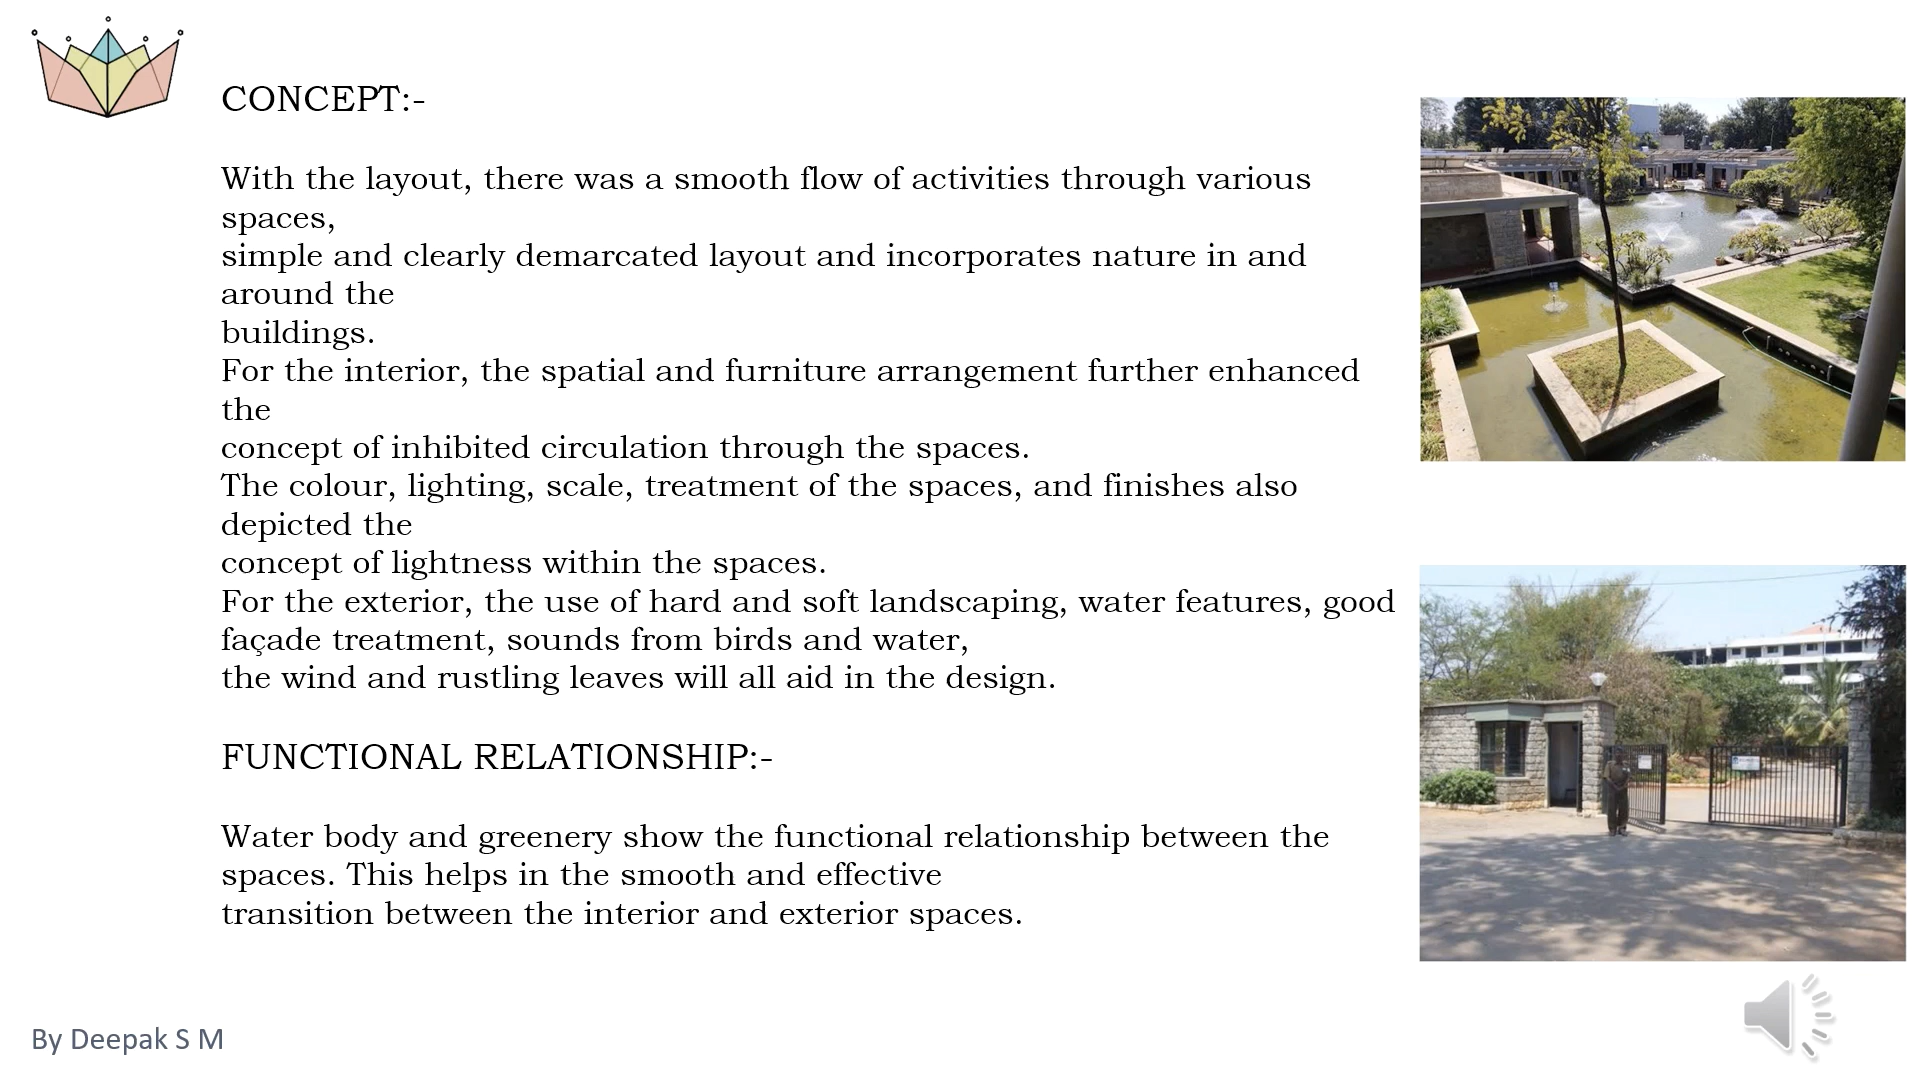 CONCEPT:-
With the layout, there was a smooth flow of activities through various
spaces,
simple and clearly demarcated layout and incorporates nature in and
around the
buildings.
For the interior, the spatial and furniture arrangement further enhanced
the
concept of inhibited circulation through the spaces.
The colour, lighting, scale, treatment of the spaces, and finishes also
depicted the
concept of lightness within the spaces.
For the exterior, the use of hard and soft landscaping, water features, good
façade treatment, sounds from birds and water,
the wind and rustling leaves will all aid in the design.
FUNCTIONAL RELATIONSHIP:-
Water body and greenery show the functional relationship between the
spaces. This helps in the smooth and effective
transition between the interior and exterior spaces.
By Deepak S M